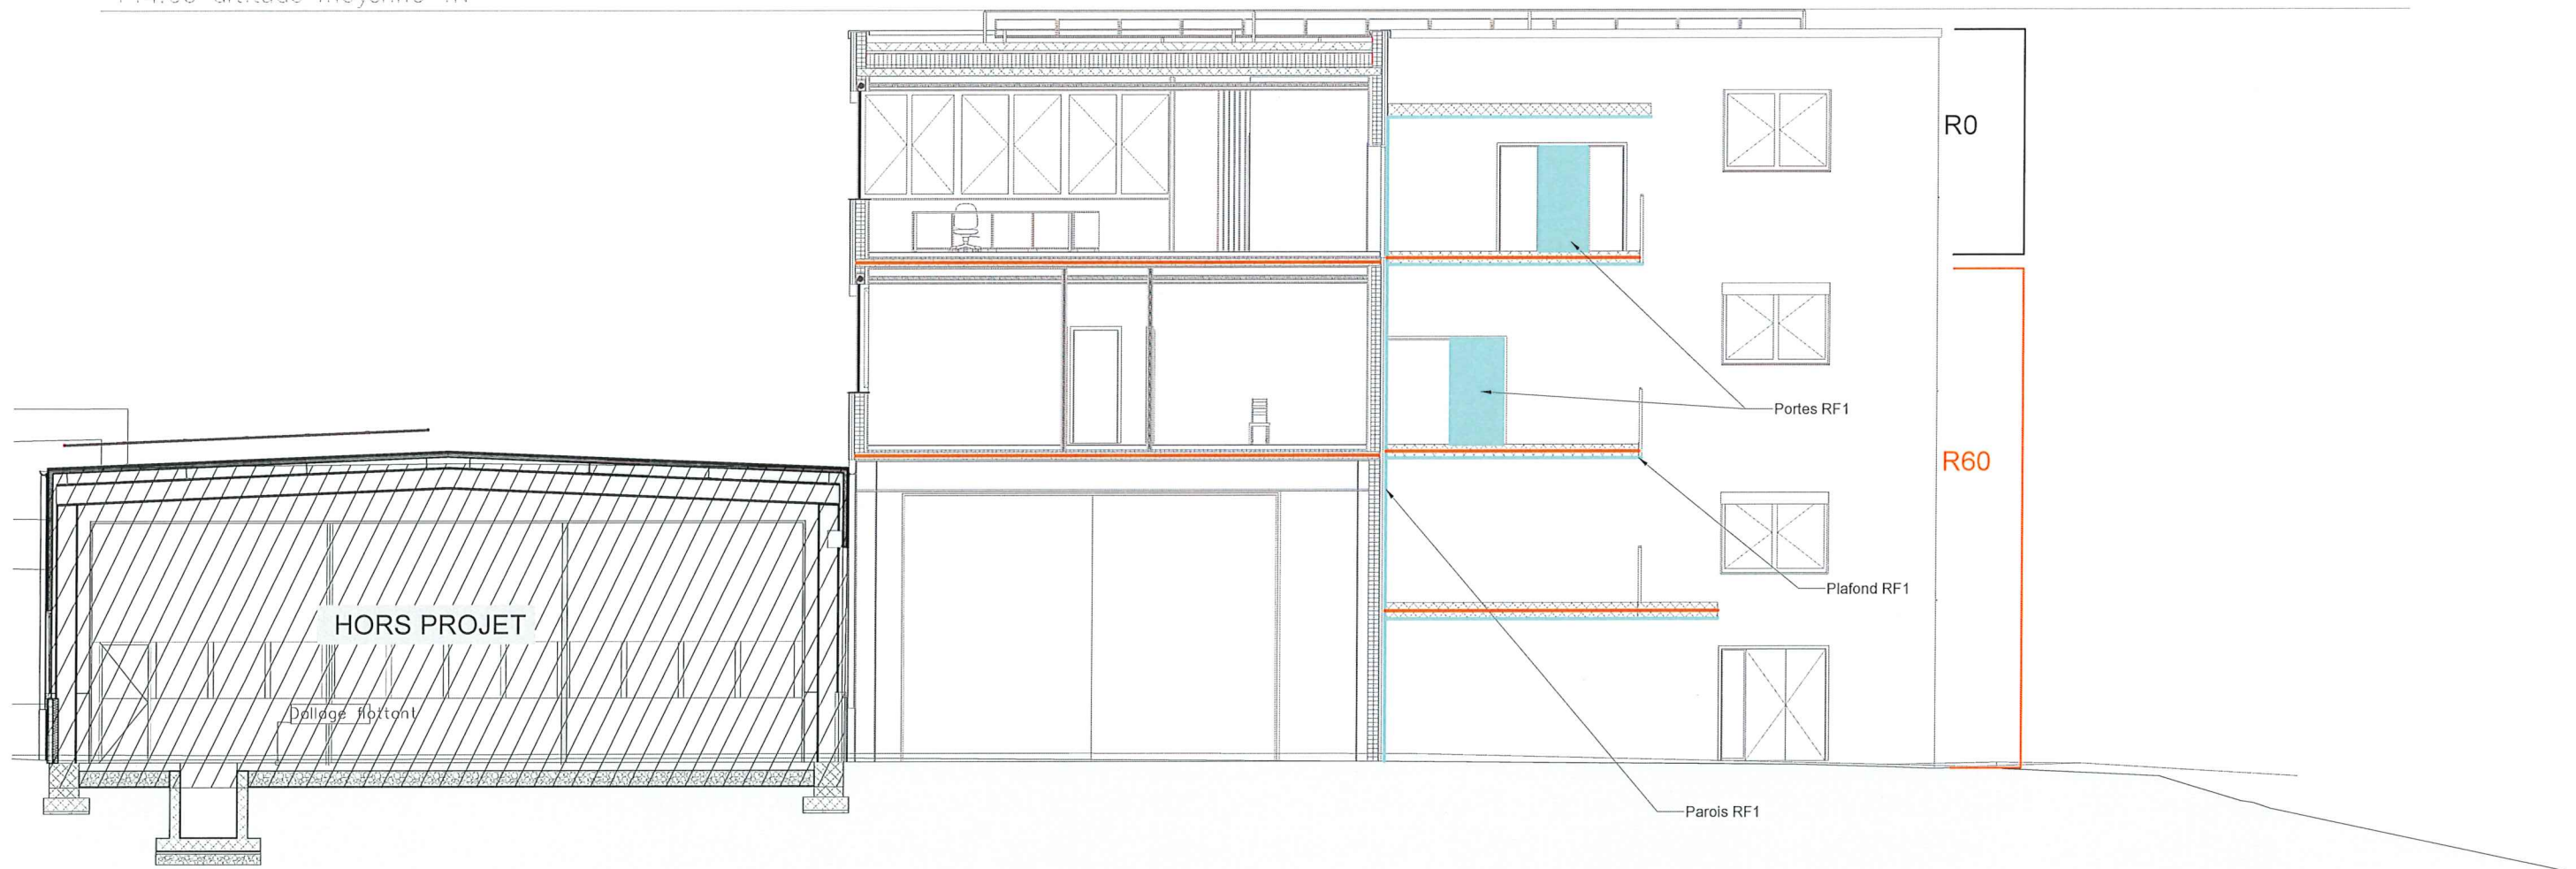 R0
Portes RF1
R60
Plafond RF1
HORS PROJET
Dallage flottant
Parois RF1